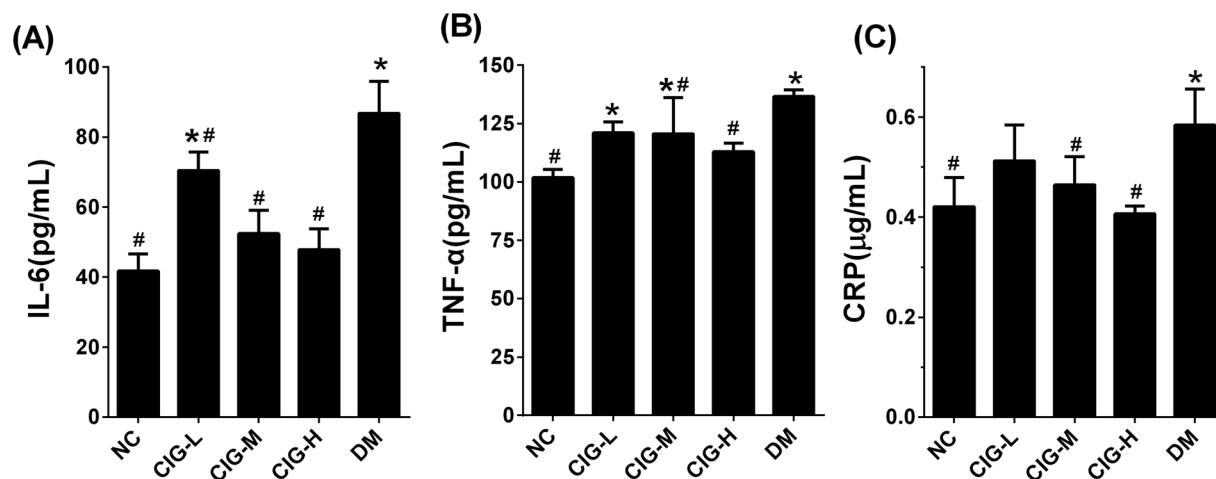 (A)
IL-6(pg/mL)
100
80
60
40
20
0
#
*#
#
#
*
NC
CIG-L
CIG-M
CIG-H
DM
(B)
TNF-α(pg/mL)
150
125
100
75
50
25
0
#
*
*#
#
*
NC
CIG-L
CIG-M
CIG-H
DM
(C)
CRP(μg/mL)
0.6
0.4
0.2
0.0
#
#
#
*
NC
CIG-L
CIG-M
CIG-H
DM